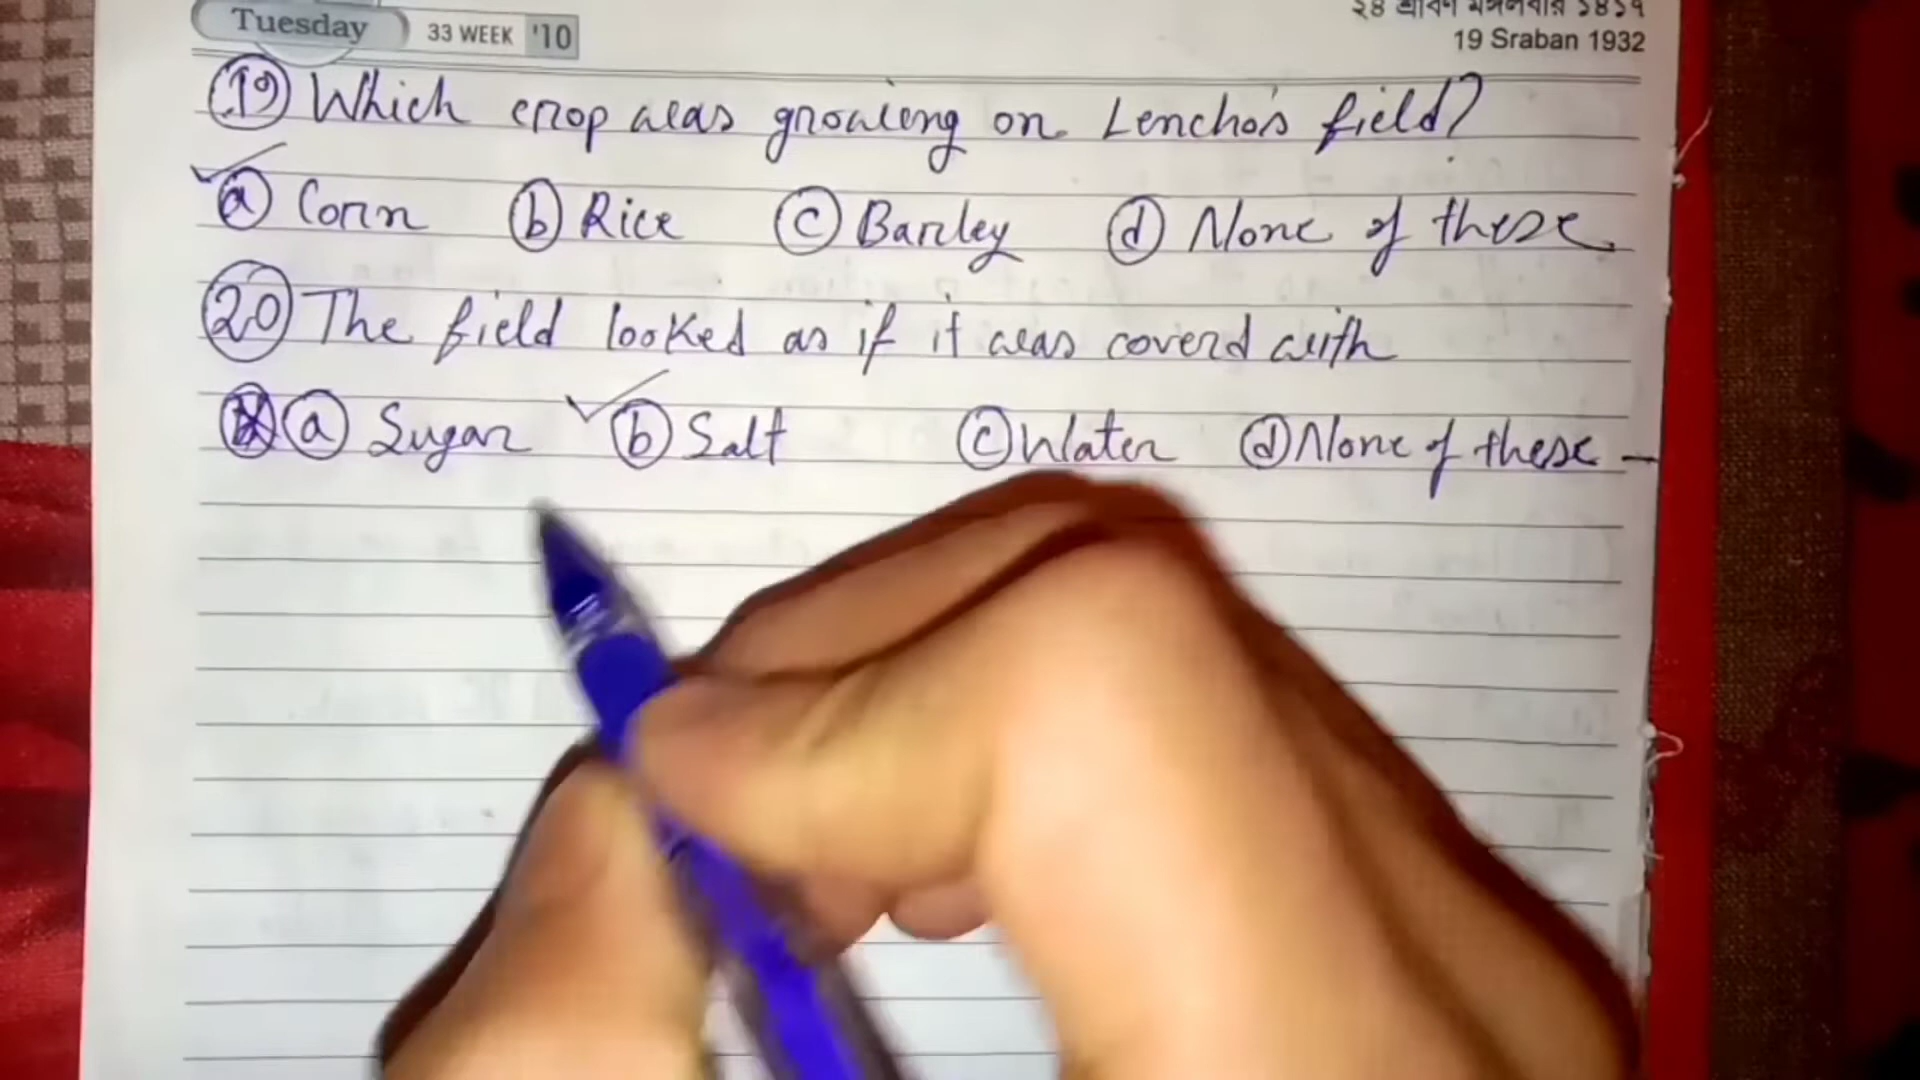 Tuesday 33 WEEK '10
২৪ শ্রাবণ মঙ্গলবার ১৪১৭
19 Sraban 1932
19 Which crop was growing on Lencho's field?
a Corn b Rice c Barley d None of these
20 The field looked as if it was coverd with
a Sugar b Salt c Water d None of these